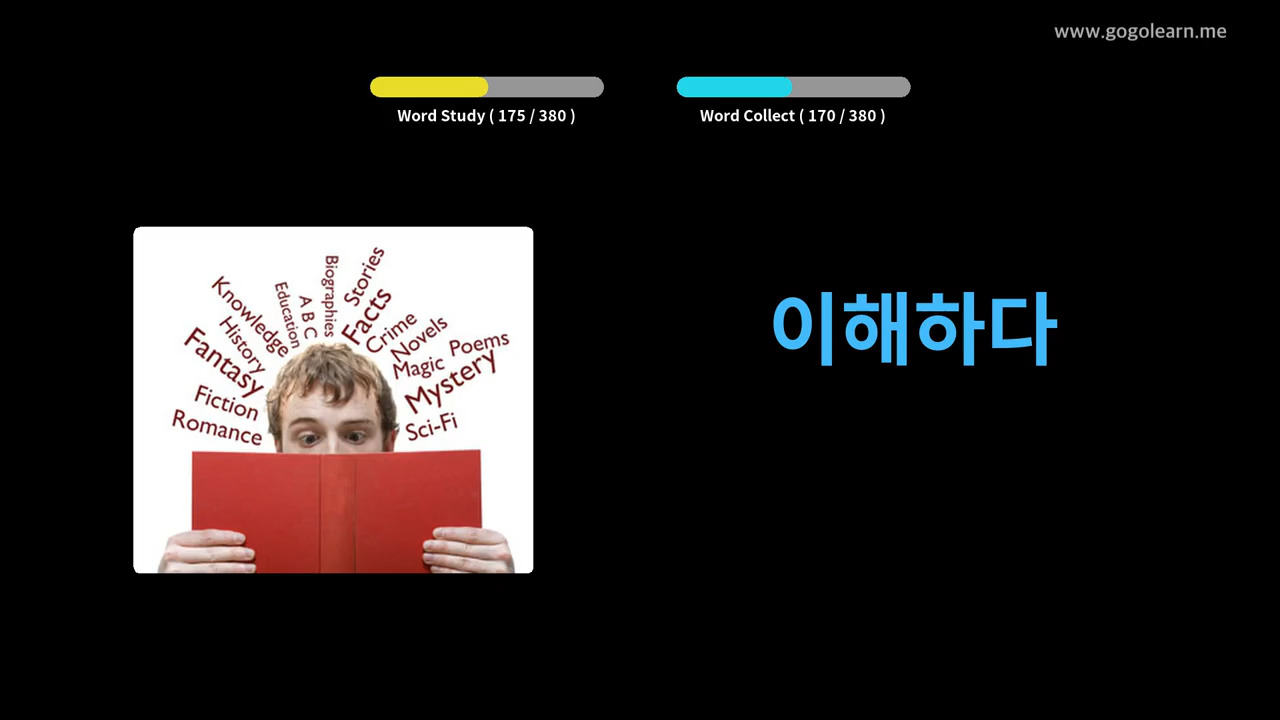 www.gogolearn.me
Word Study ( 175 / 380 )
Word Collect ( 170 / 380 )
Knowledge
History
Fantasy
Fiction
Romance
Education
A B C
Biographies
Stories
Facts
Crime
Novels
Magic
Poems
Mystery
Sci-Fi
이해하다